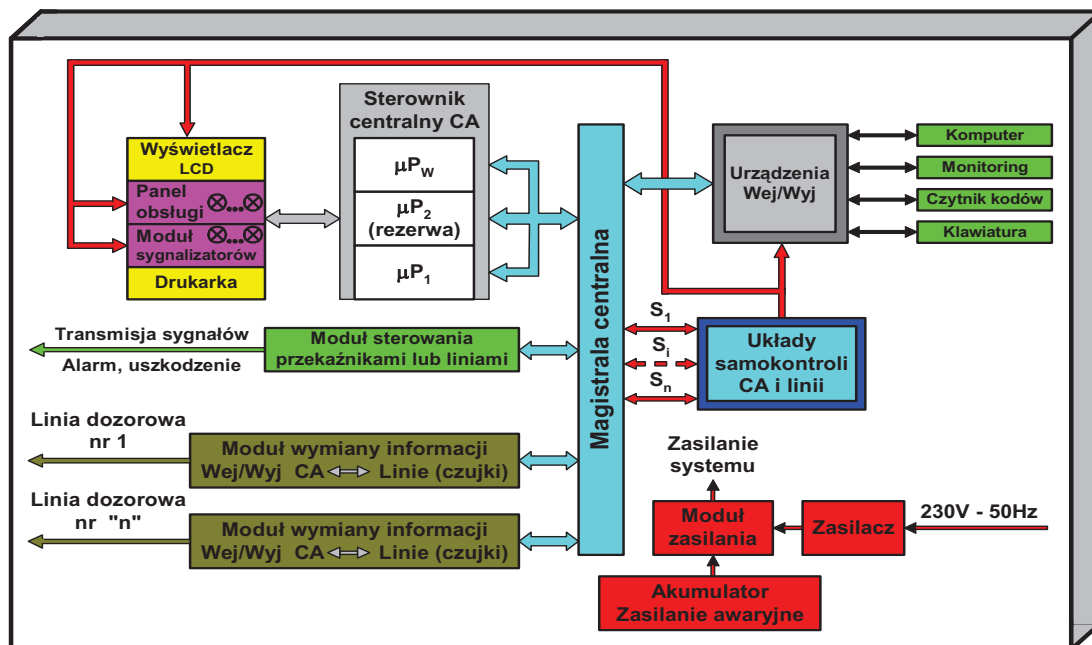 Sterownik
centralny CA
µPW
µP2
(rezerwa)
µP1
Wyświetlacz
LCD
Panel
obsługi
Moduł
sygnalizatorów
Drukarka
Magistrala centralna
Urządzenia
Wej/Wyj
Komputer
Monitoring
Czytnik kodów
Klawiatura
S1
Si
Sn
Układy
samokontroli
CA i linii
Transmisja sygnałów
Alarm, uszkodzenie
Moduł sterowania
przekaźnikami lub liniami
Linia dozorowa
nr 1
Moduł wymiany informacji
Wej/Wyj CA Linie (czujki)
Linia dozorowa
nr "n"
Moduł wymiany informacji
Wej/Wyj CA Linie (czujki)
Zasilanie
systemu
Moduł
zasilania
Zasilacz
230V - 50Hz
Akumulator
Zasilanie awaryjne